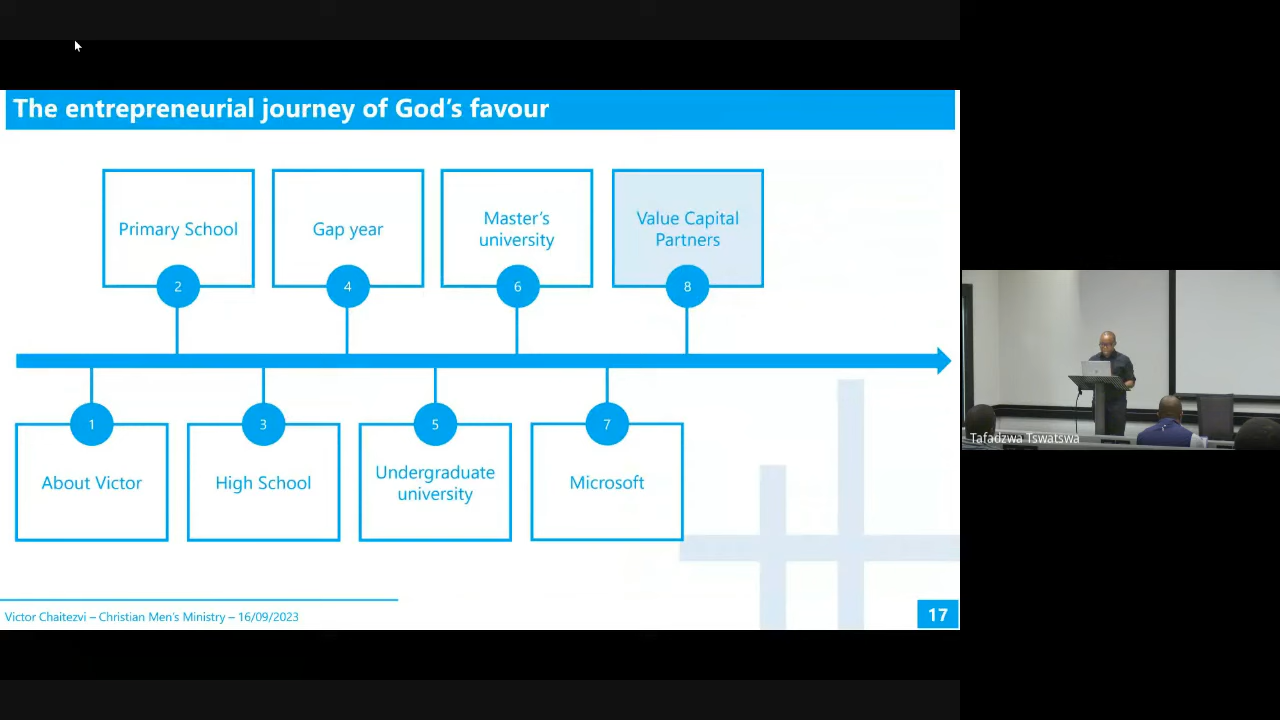 The entrepreneurial journey of God's favour
Primary School
2
Gap year
4
Master's
university
6
Value Capital
Partners
8
1
About Victor
3
High School
5
Undergraduate
university
7
Microsoft
Victor Chaitezvi – Christian Men's Ministry – 16/09/2023
17
Tafadzwa Tswatswa